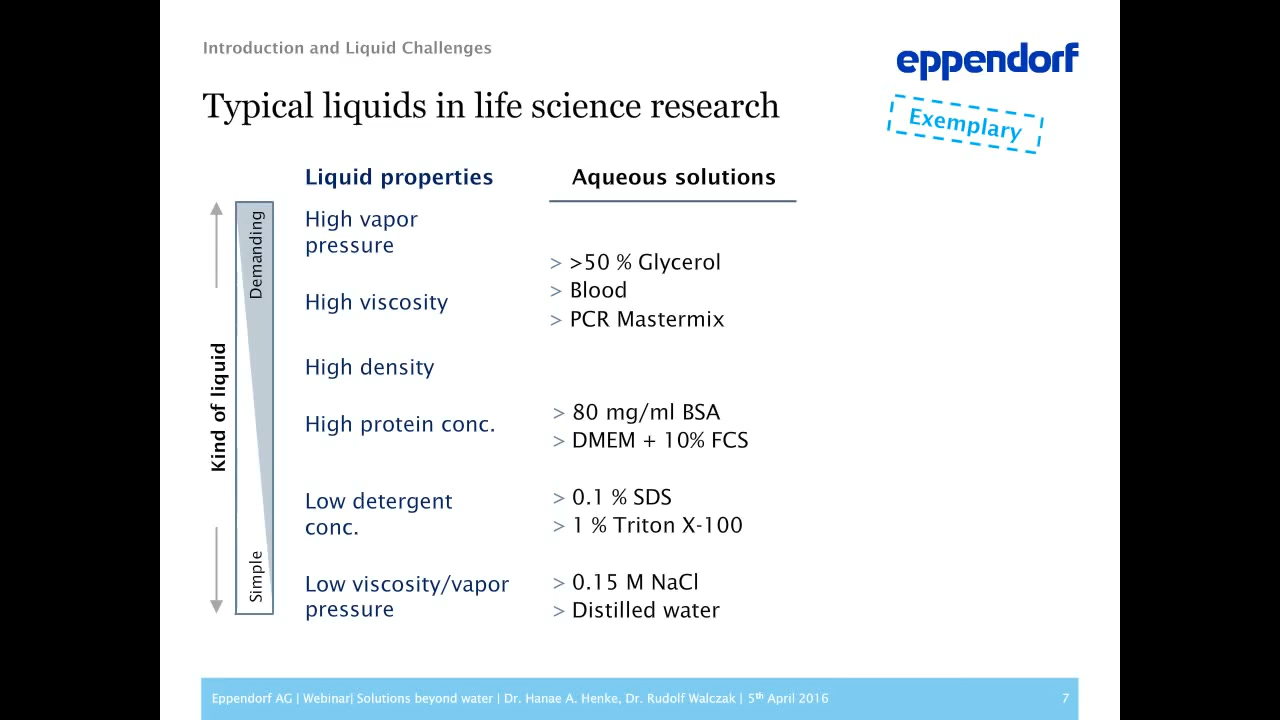 Introduction and Liquid Challenges
eppendorf
Typical liquids in life science research
Exemplary
Liquid properties
Aqueous solutions
Demanding
Kind of liquid
Simple
High vapor
pressure
> >50 % Glycerol
> Blood
High viscosity
> PCR Mastermix
High density
> 80 mg/ml BSA
High protein conc.
> DMEM + 10% FCS
Low detergent
conc.
> 0.1 % SDS
> 1 % Triton X-100
Low viscosity/vapor
pressure
> 0.15 M NaCl
> Distilled water
Eppendorf AG | Webinar| Solutions beyond water | Dr. Hanae A. Henke, Dr. Rudolf Walczak | 5th April 2016
7